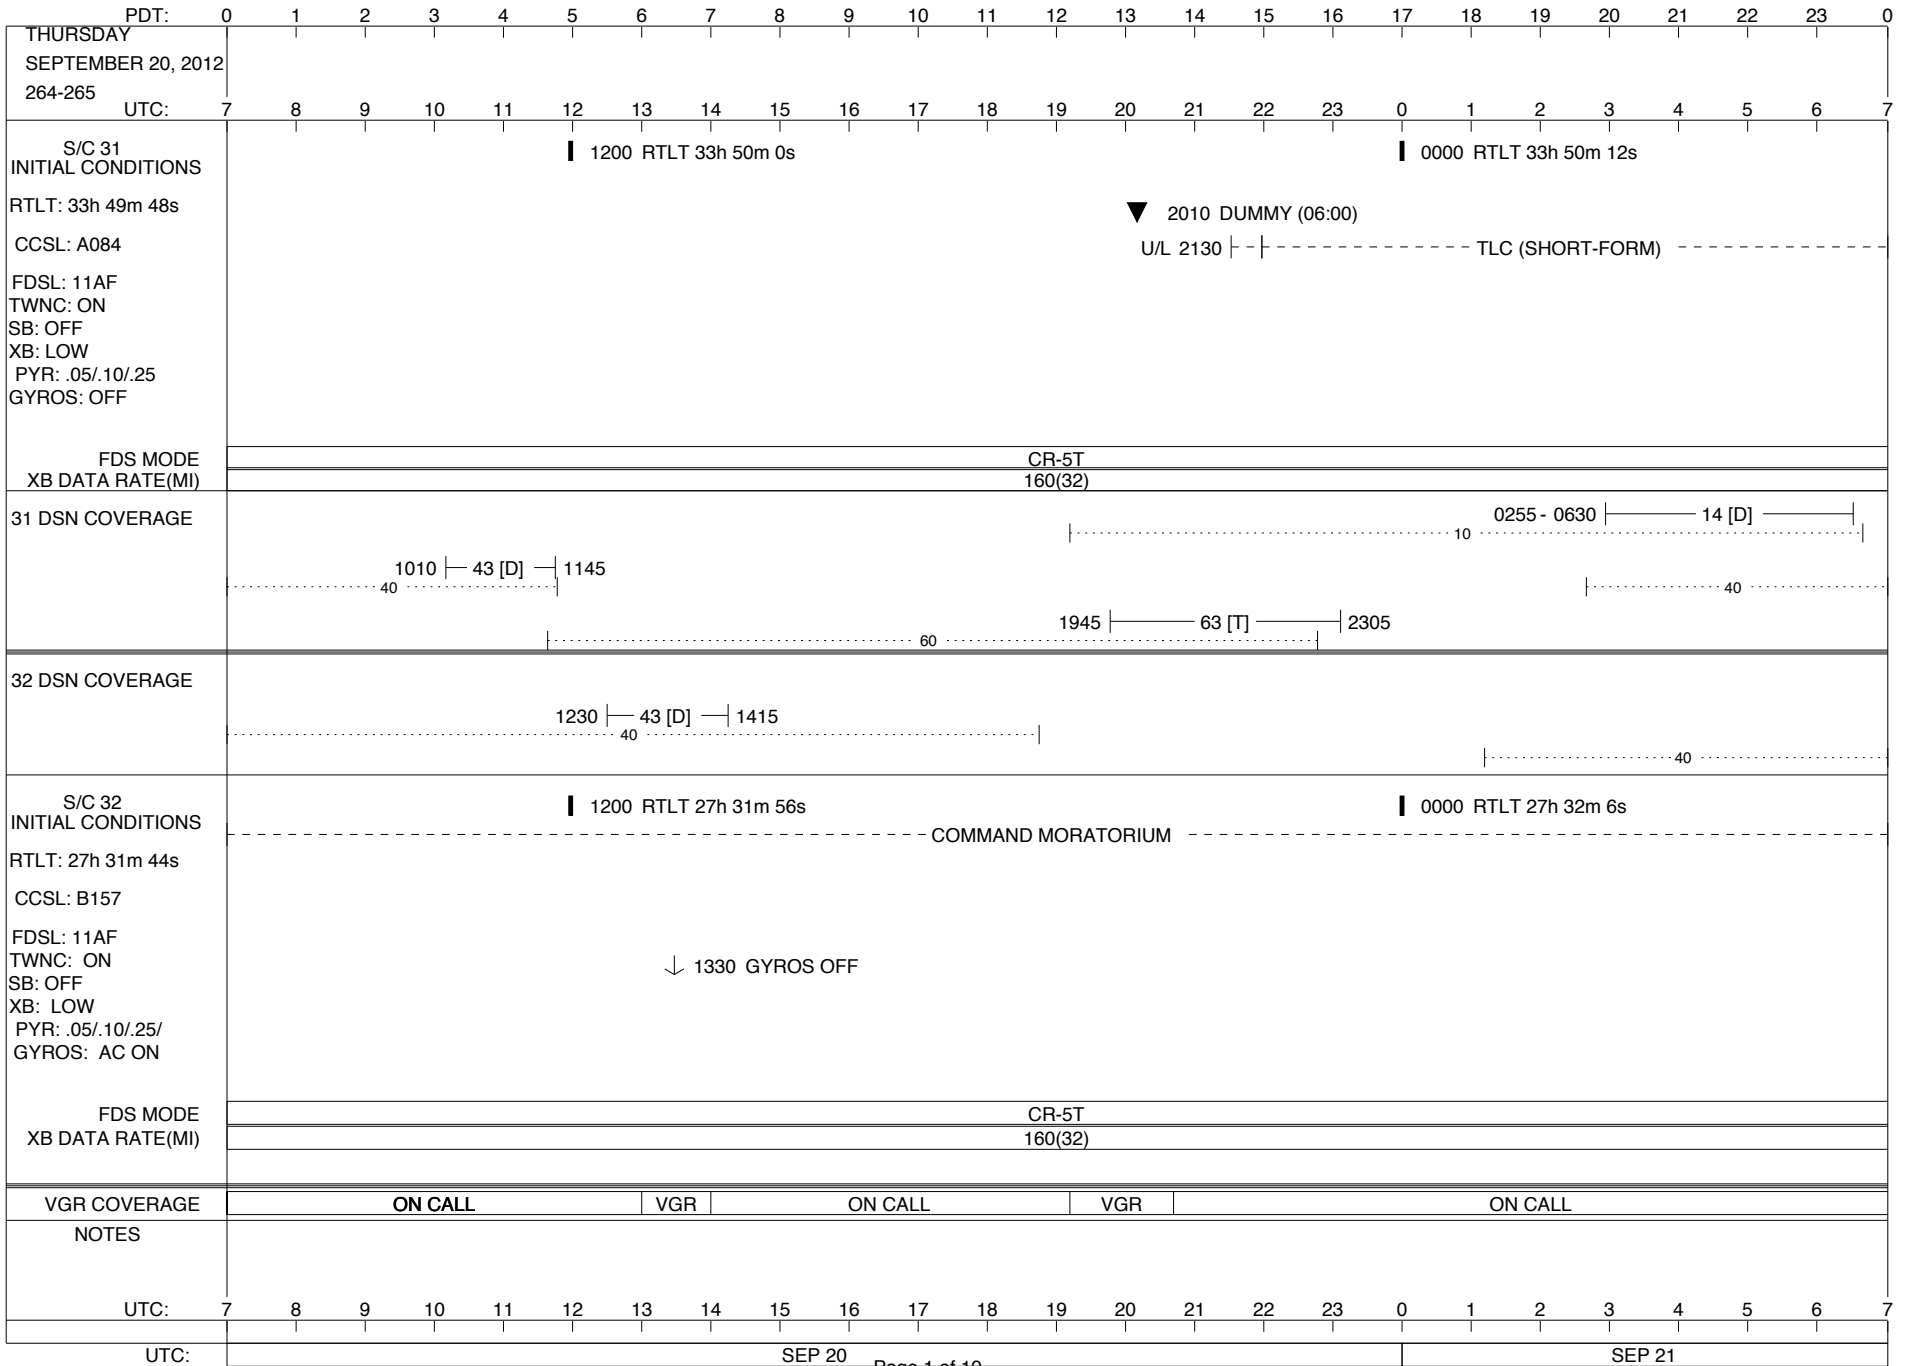 PDT: 0 1 2 3 4 5 6 7 8 9 10 11 12 13 14 15 16 17 18 19 20 21 22 23 0
THURSDAY
SEPTEMBER 20, 2012
264-265
UTC: 7 8 9 10 11 12 13 14 15 16 17 18 19 20 21 22 23 0 1 2 3 4 5 6 7
S/C 31
INITIAL CONDITIONS
1200 RTLT 33h 50m 0s
0000 RTLT 33h 50m 12s
RTLT: 33h 49m 48s
2010 DUMMY (06:00)
CCSL: A084
U/L 2130
TLC (SHORT-FORM)
FDSL: 11AF
TWNC: ON
SB: OFF
XB: LOW
PYR: .05/.10/.25
GYROS: OFF
FDS MODE
CR-5T
XB DATA RATE(MI)
160(32)
31 DSN COVERAGE
0255 - 0630 14 [D]
10
1010 43 [D] 1145
40
40
1945 63 [T] 2305
60
32 DSN COVERAGE
1230 43 [D] 1415
40
40
S/C 32
INITIAL CONDITIONS
1200 RTLT 27h 31m 56s
0000 RTLT 27h 32m 6s
COMMAND MORATORIUM
RTLT: 27h 31m 44s
CCSL: B157
FDSL: 11AF
TWNC: ON
1330 GYROS OFF
SB: OFF
XB: LOW
PYR: .05/.10/.25/
GYROS: AC ON
FDS MODE
CR-5T
XB DATA RATE(MI)
160(32)
VGR COVERAGE
ON CALL VGR ON CALL VGR ON CALL
NOTES
UTC: 7 8 9 10 11 12 13 14 15 16 17 18 19 20 21 22 23 0 1 2 3 4 5 6 7
UTC: SEP 20 SEP 21
Page 1 of 19